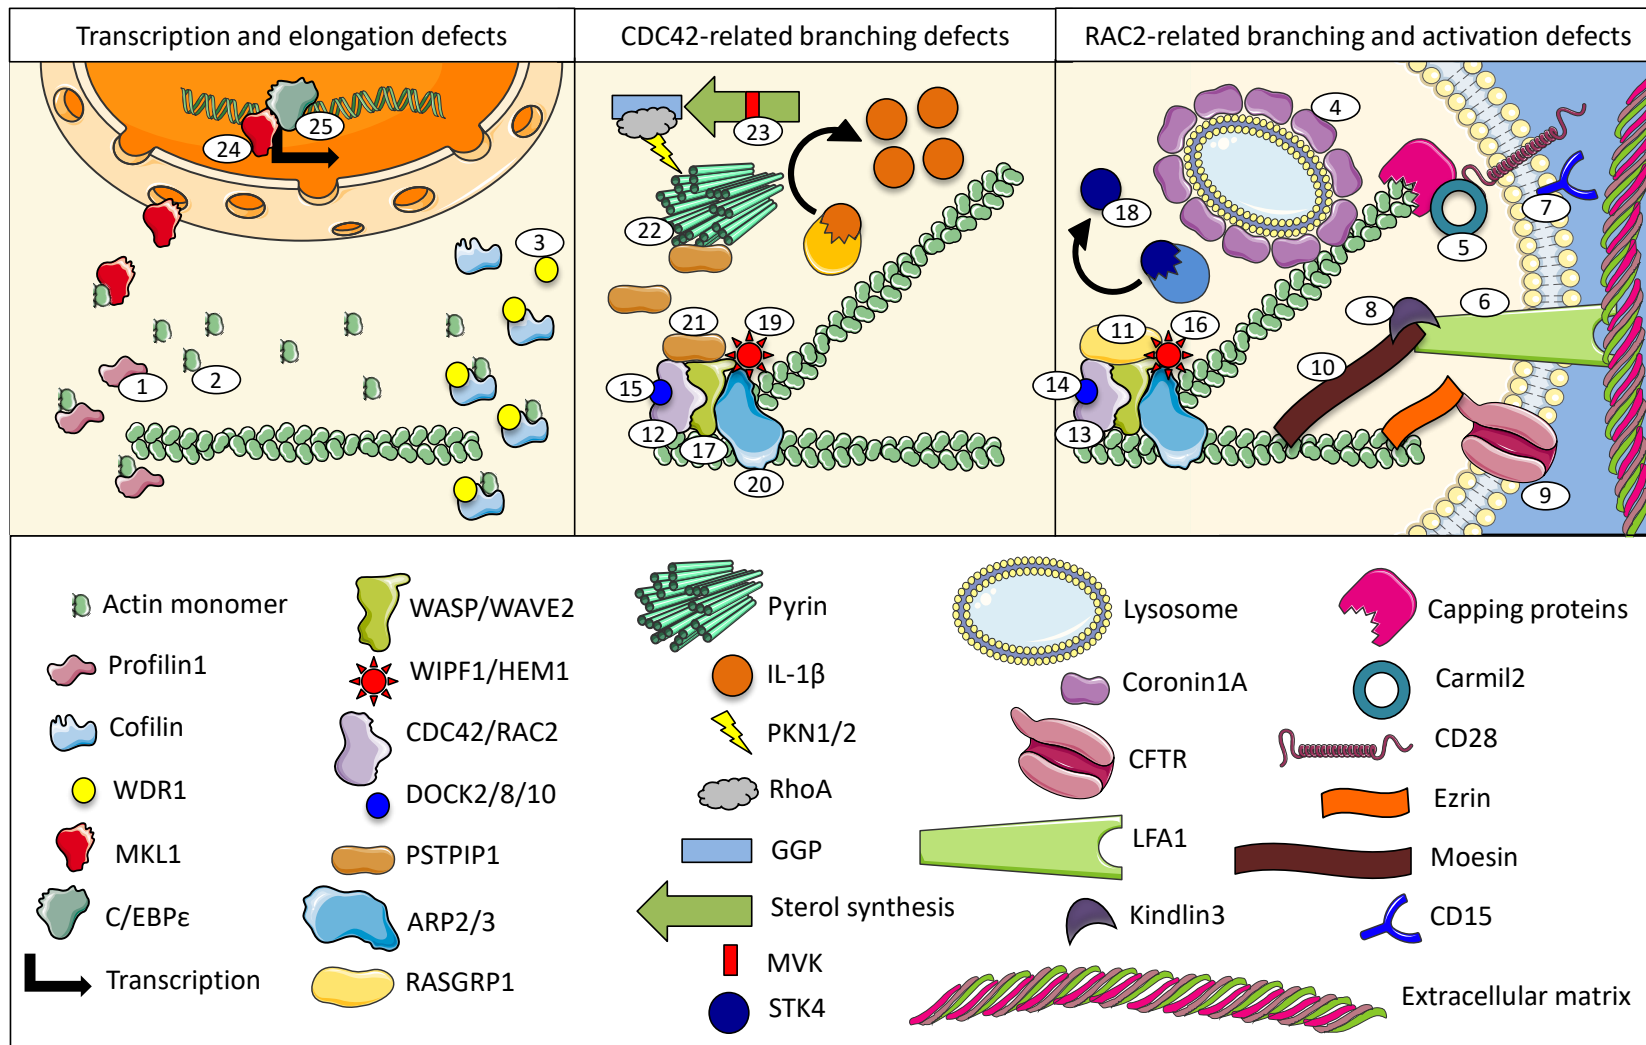 Transcription and elongation defects
CDC42-related branching defects
RAC2-related branching and activation defects
24
25
3
1
2
23
22
21
19
15
12
17
20
4
18
5
7
6
8
11
16
10
14
13
9
Actin monomer
Profilin1
Cofilin
WDR1
MKL1
C/EBPε
Transcription
WASP/WAVE2
WIPF1/HEM1
CDC42/RAC2
DOCK2/8/10
PSTPIP1
ARP2/3
RASGRP1
Pyrin
IL-1β
PKN1/2
RhoA
GGP
Sterol synthesis
MVK
STK4
Lysosome
Coronin1A
CFTR
LFA1
Kindlin3
Capping proteins
Carmil2
CD28
Ezrin
Moesin
CD15
Extracellular matrix